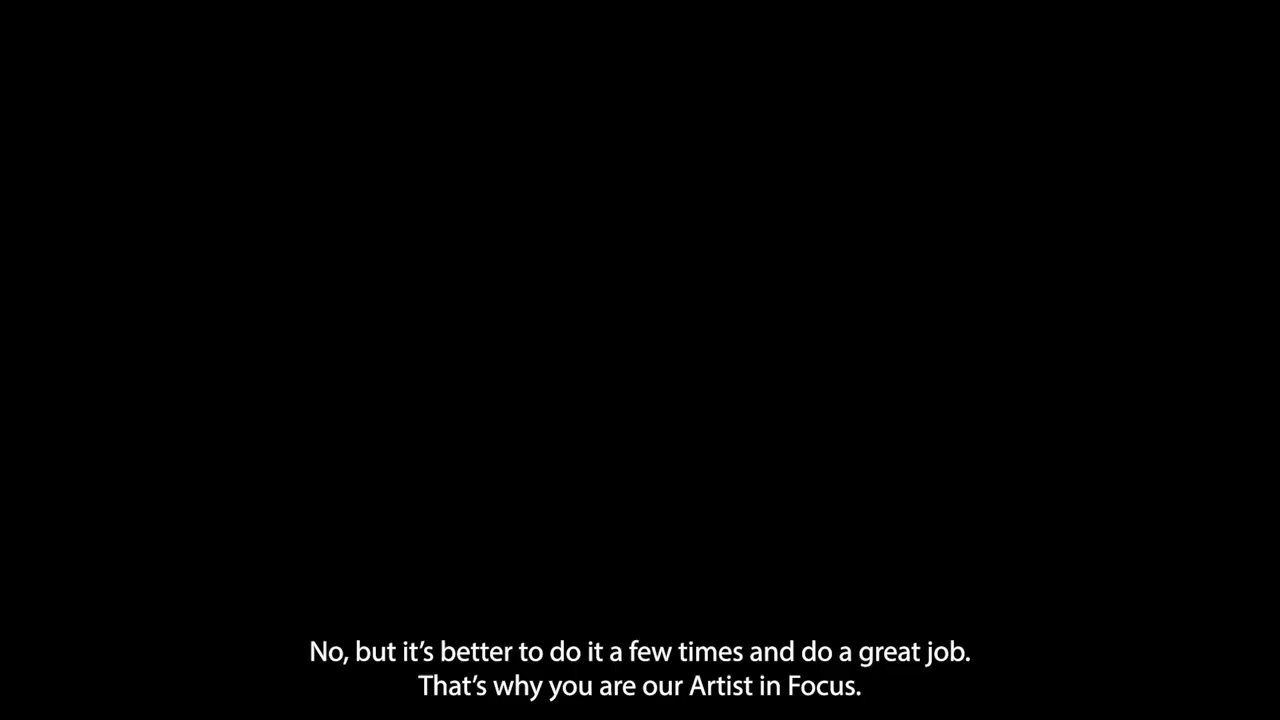 No, but it’s better to do it a few times and do a great job.
That’s why you are our Artist in Focus.